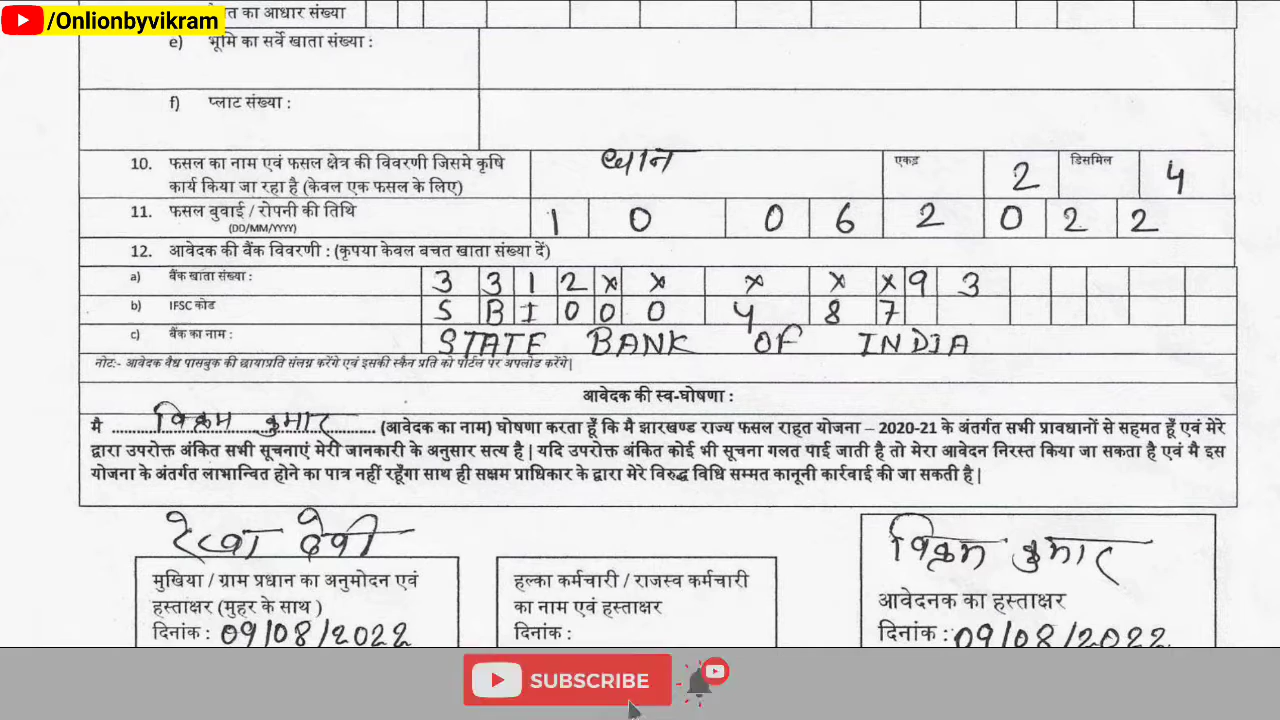 Onlionbyvikram
का आधार संख्या
e) भूमि का सर्वे खाता संख्या :
f) प्लाट संख्या :
10. फसल का नाम एवं फसल क्षेत्र की विवरणी जिसमे कृषि कार्य किया जा रहा है (केवल एक फसल के लिए) धान एकड़ 2 डिसमिल 4
11. फसल बुवाई / रोपनी की तिथि (DD/MM/YYYY) 1 0 0 6 2 0 2 2
12. आवेदक की बैंक विवरणी : (कृपया केवल बचत खाता संख्या दें)
a) बैंक खाता संख्या : 3 3 1 2 x x x x x 9 3
b) IFSC कोड S B I 0 0 0 4 8 7
c) बैंक का नाम : STATE BANK OF INDIA
नोट:- आवेदक वैध पासबुक की छायाप्रति संलग्न करेंगे एवं इसकी स्कैन प्रति को पोर्टल पर अपलोड करेंगे|
आवेदक की स्व-घोषणा :
मै विक्रम कुमार (आवेदक का नाम) घोषणा करता हूँ कि मै झारखण्ड राज्य फसल राहत योजना – 2020-21 के अंतर्गत सभी प्रावधानों से सहमत हूँ एवं मेरे
द्वारा उपरोक्त अंकित सभी सूचनाएं मेरी जानकारी के अनुसार सत्य है | यदि उपरोक्त अंकित कोई भी सूचना गलत पाई जाती है तो मेरा आवेदन निरस्त किया जा सकता है एवं मै इस
योजना के अंतर्गत लाभान्वित होने का पात्र नहीं रहूँगा साथ ही सक्षम प्राधिकार के द्वारा मेरे विरुद्ध विधि सम्मत कानूनी कार्रवाई की जा सकती है |
रेखा देवी
मुखिया / ग्राम प्रधान का अनुमोदन एवं
हस्ताक्षर (मुहर के साथ )
दिनांक : 09/08/2022
हल्का कर्मचारी / राजस्व कर्मचारी
का नाम एवं हस्ताक्षर
दिनांक :
विक्रम कुमार
आवेदनक का हस्ताक्षर
दिनांक : 09/08/2022
SUBSCRIBE